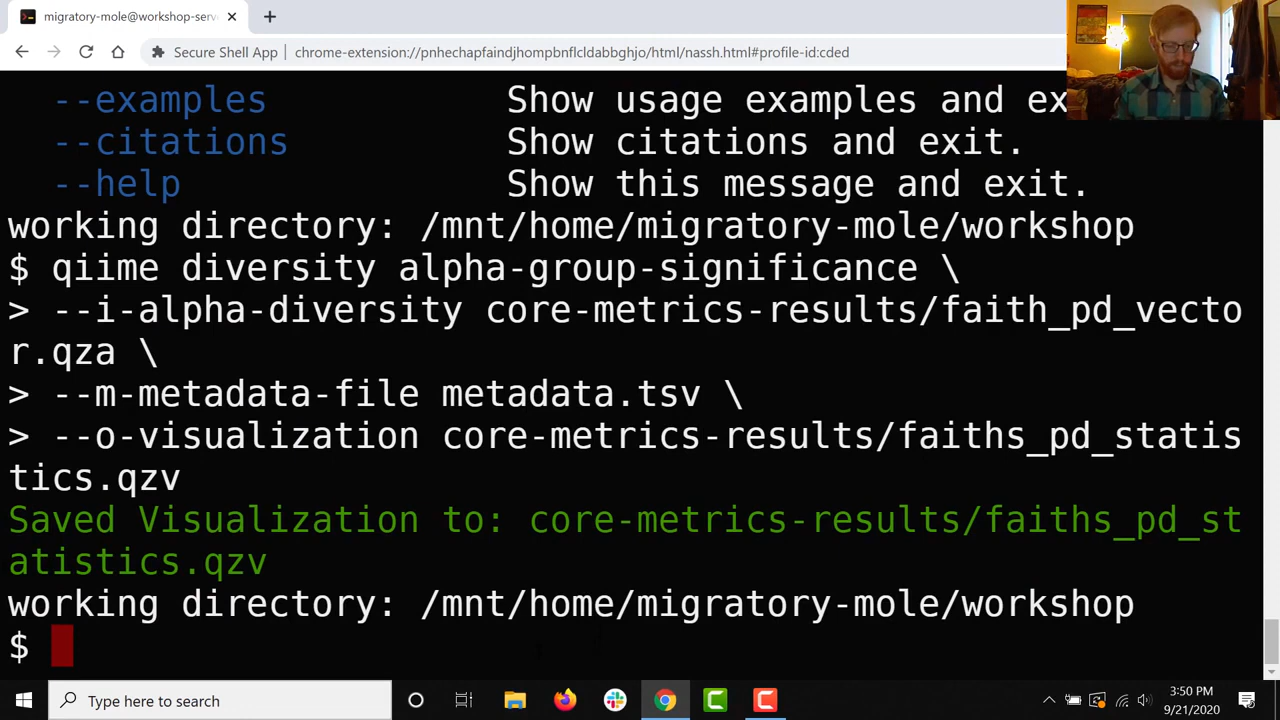 migratory-mole@workshop-serv
Secure Shell App
chrome-extension://pnhechapfaindjhompbnflcldabbghjo/html/nassh.html#profile-id:cded
--examples Show usage examples and ex
--citations Show citations and exit.
--help Show this message and exit.
working directory: /mnt/home/migratory-mole/workshop
$ qiime diversity alpha-group-significance \
> --i-alpha-diversity core-metrics-results/faith_pd_vecto
r.qza \
> --m-metadata-file metadata.tsv \
> --o-visualization core-metrics-results/faiths_pd_statis
tics.qzv
Saved Visualization to: core-metrics-results/faiths_pd_st
atistics.qzv
working directory: /mnt/home/migratory-mole/workshop
$
Type here to search
3:50 PM
9/21/2020